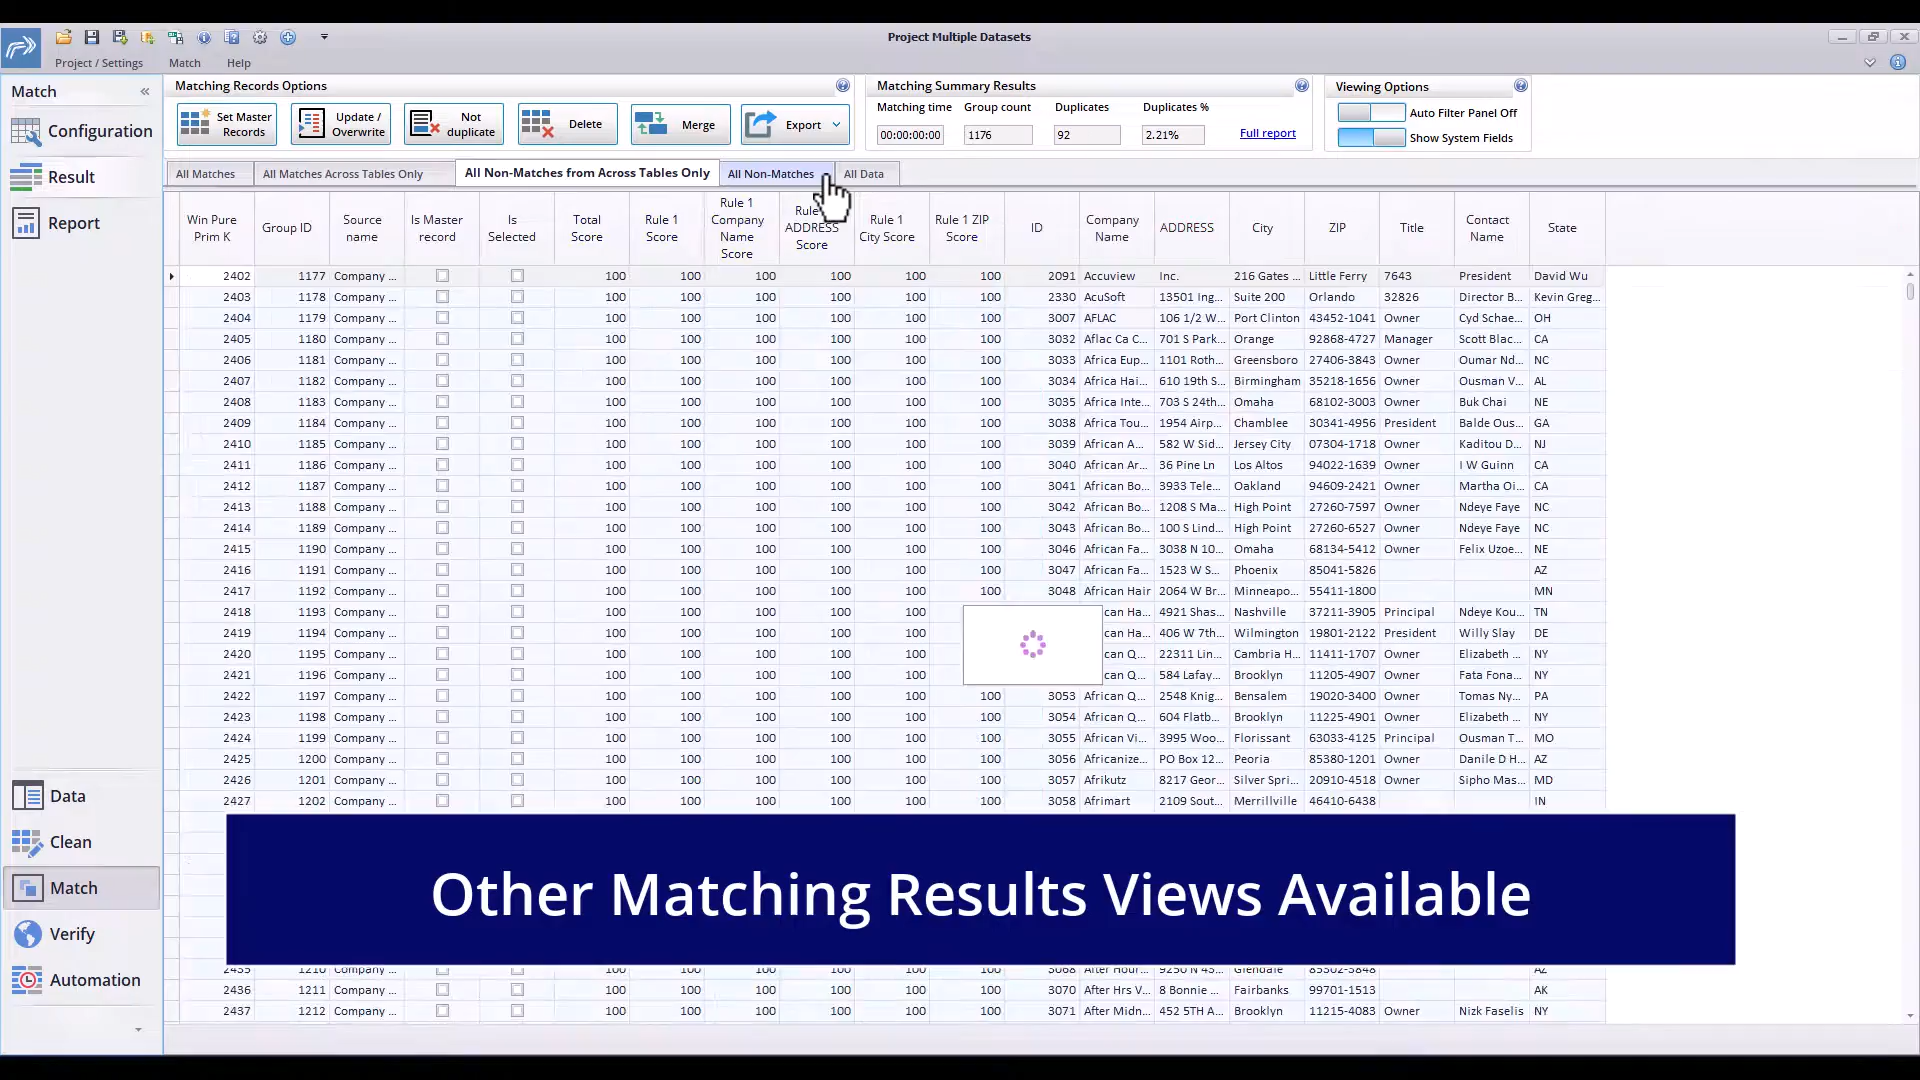 Project Multiple Datasets
Project / Settings Match Help
Match «
Configuration
Result
Report
Data
Clean
Match
Verify
Automation
Matching Records Options
Set Master Records
Update / Overwrite
Not duplicate
Delete
Merge
Export
Matching Summary Results
Matching time Group count Duplicates Duplicates %
00:00:00:00 1176 92 2.21% Full report
Viewing Options
Auto Filter Panel Off
Show System Fields
All Matches All Matches Across Tables Only All Non-Matches from Across Tables Only All Non-Matches All Data
Win Pure Prim K Group ID Source name Is Master record Is Selected Total Score Rule 1 Score Rule 1 Company Name Score Rule ADDRESS Score Rule 1 City Score Rule 1 ZIP Score ID Company Name ADDRESS City ZIP Title Contact Name State
2402 1177 Company ... 100 100 100 100 100 100 2091 Accuview Inc. 216 Gates ... Little Ferry 7643 President David Wu
2403 1178 Company ... 100 100 100 100 100 100 2330 AcuSoft 13501 Ing... Suite 200 Orlando 32826 Director B... Kevin Greg...
2404 1179 Company ... 100 100 100 100 100 100 3007 AFLAC 106 1/2 W... Port Clinton 43452-1041 Owner Cyd Schae... OH
2405 1180 Company ... 100 100 100 100 100 100 3032 Aflac Ca C... 701 S Park... Orange 92868-4727 Manager Scott Blac... CA
2406 1181 Company ... 100 100 100 100 100 100 3033 Africa Eup... 1101 Roth... Greensboro 27406-3843 Owner Oumar Nd... NC
2407 1182 Company ... 100 100 100 100 100 100 3034 Africa Hai... 610 19th S... Birmingham 35218-1656 Owner Ousman V... AL
2408 1183 Company ... 100 100 100 100 100 100 3035 Africa Inte... 703 S 24th... Omaha 68102-3003 Owner Buk Chai NE
2409 1184 Company ... 100 100 100 100 100 100 3038 Africa Tou... 1954 Airp... Chamblee 30341-4956 President Balde Ous... GA
2410 1185 Company ... 100 100 100 100 100 100 3039 African A... 582 W Sid... Jersey City 07304-1718 Owner Kaditou D... NJ
2411 1186 Company ... 100 100 100 100 100 100 3040 African Ar... 36 Pine Ln Los Altos 94022-1639 Owner I W Guinn CA
2412 1187 Company ... 100 100 100 100 100 100 3041 African Bo... 3933 Tele... Oakland 94609-2421 Owner Martha Oi... CA
2413 1188 Company ... 100 100 100 100 100 100 3042 African Bo... 1208 S Ma... High Point 27260-7597 Owner Ndeye Faye NC
2414 1189 Company ... 100 100 100 100 100 100 3043 African Bo... 100 S Lind... High Point 27260-6527 Owner Ndeye Faye NC
2415 1190 Company ... 100 100 100 100 100 100 3046 African Fa... 3038 N 10... Omaha 68134-5412 Owner Felix Uzoe... NE
2416 1191 Company ... 100 100 100 100 100 100 3047 African Fa... 1523 W S... Phoenix 85041-5826 AZ
2417 1192 Company ... 100 100 100 100 100 100 3048 African Hair 2064 W Br... Minneapo... 55411-1800 MN
2418 1193 Company ... 100 100 100 100 100 can Ha... 4921 Shas... Nashville 37211-3905 Principal Ndeye Kou... TN
2419 1194 Company ... 100 100 100 100 100 can Ha... 406 W 7th... Wilmington 19801-2122 President Willy Slay DE
2420 1195 Company ... 100 100 100 100 100 can Q... 22311 Lin... Cambria H... 11411-1707 Owner Elizabeth ... NY
2421 1196 Company ... 100 100 100 100 100 can Q... 584 Lafay... Brooklyn 11205-4907 Owner Fata Fona... NY
2422 1197 Company ... 100 100 100 100 100 100 3053 African Q... 2548 Knig... Bensalem 19020-3400 Owner Tomas Ny... PA
2423 1198 Company ... 100 100 100 100 100 100 3054 African Q... 604 Flatb... Brooklyn 11225-4901 Owner Elizabeth ... NY
2424 1199 Company ... 100 100 100 100 100 100 3055 African Vi... 3995 Woo... Florissant 63033-4125 Principal Ousman T... MO
2425 1200 Company ... 100 100 100 100 100 100 3056 Africanize... PO Box 12... Peoria 85380-1201 Owner Danile D H... AZ
2426 1201 Company ... 100 100 100 100 100 100 3057 Afrikutz 8217 Geor... Silver Spri... 20910-4518 Owner Sipho Mas... MD
2427 1202 Company ... 100 100 100 100 100 100 3058 Afrimart 2109 Sout... Merrillville 46410-6438 IN
Other Matching Results Views Available
2435 1210 Company ... 100 100 100 100 100 100 3068 After Hour... 9250 N 43... Glendale 85302-3848 AZ
2436 1211 Company ... 100 100 100 100 100 100 3070 After Hrs V... 8 Bonnie ... Fairbanks 99701-1513 AK
2437 1212 Company ... 100 100 100 100 100 100 3071 After Midn... 452 5TH A... Brooklyn 11215-4083 Owner Nizk Faselis NY